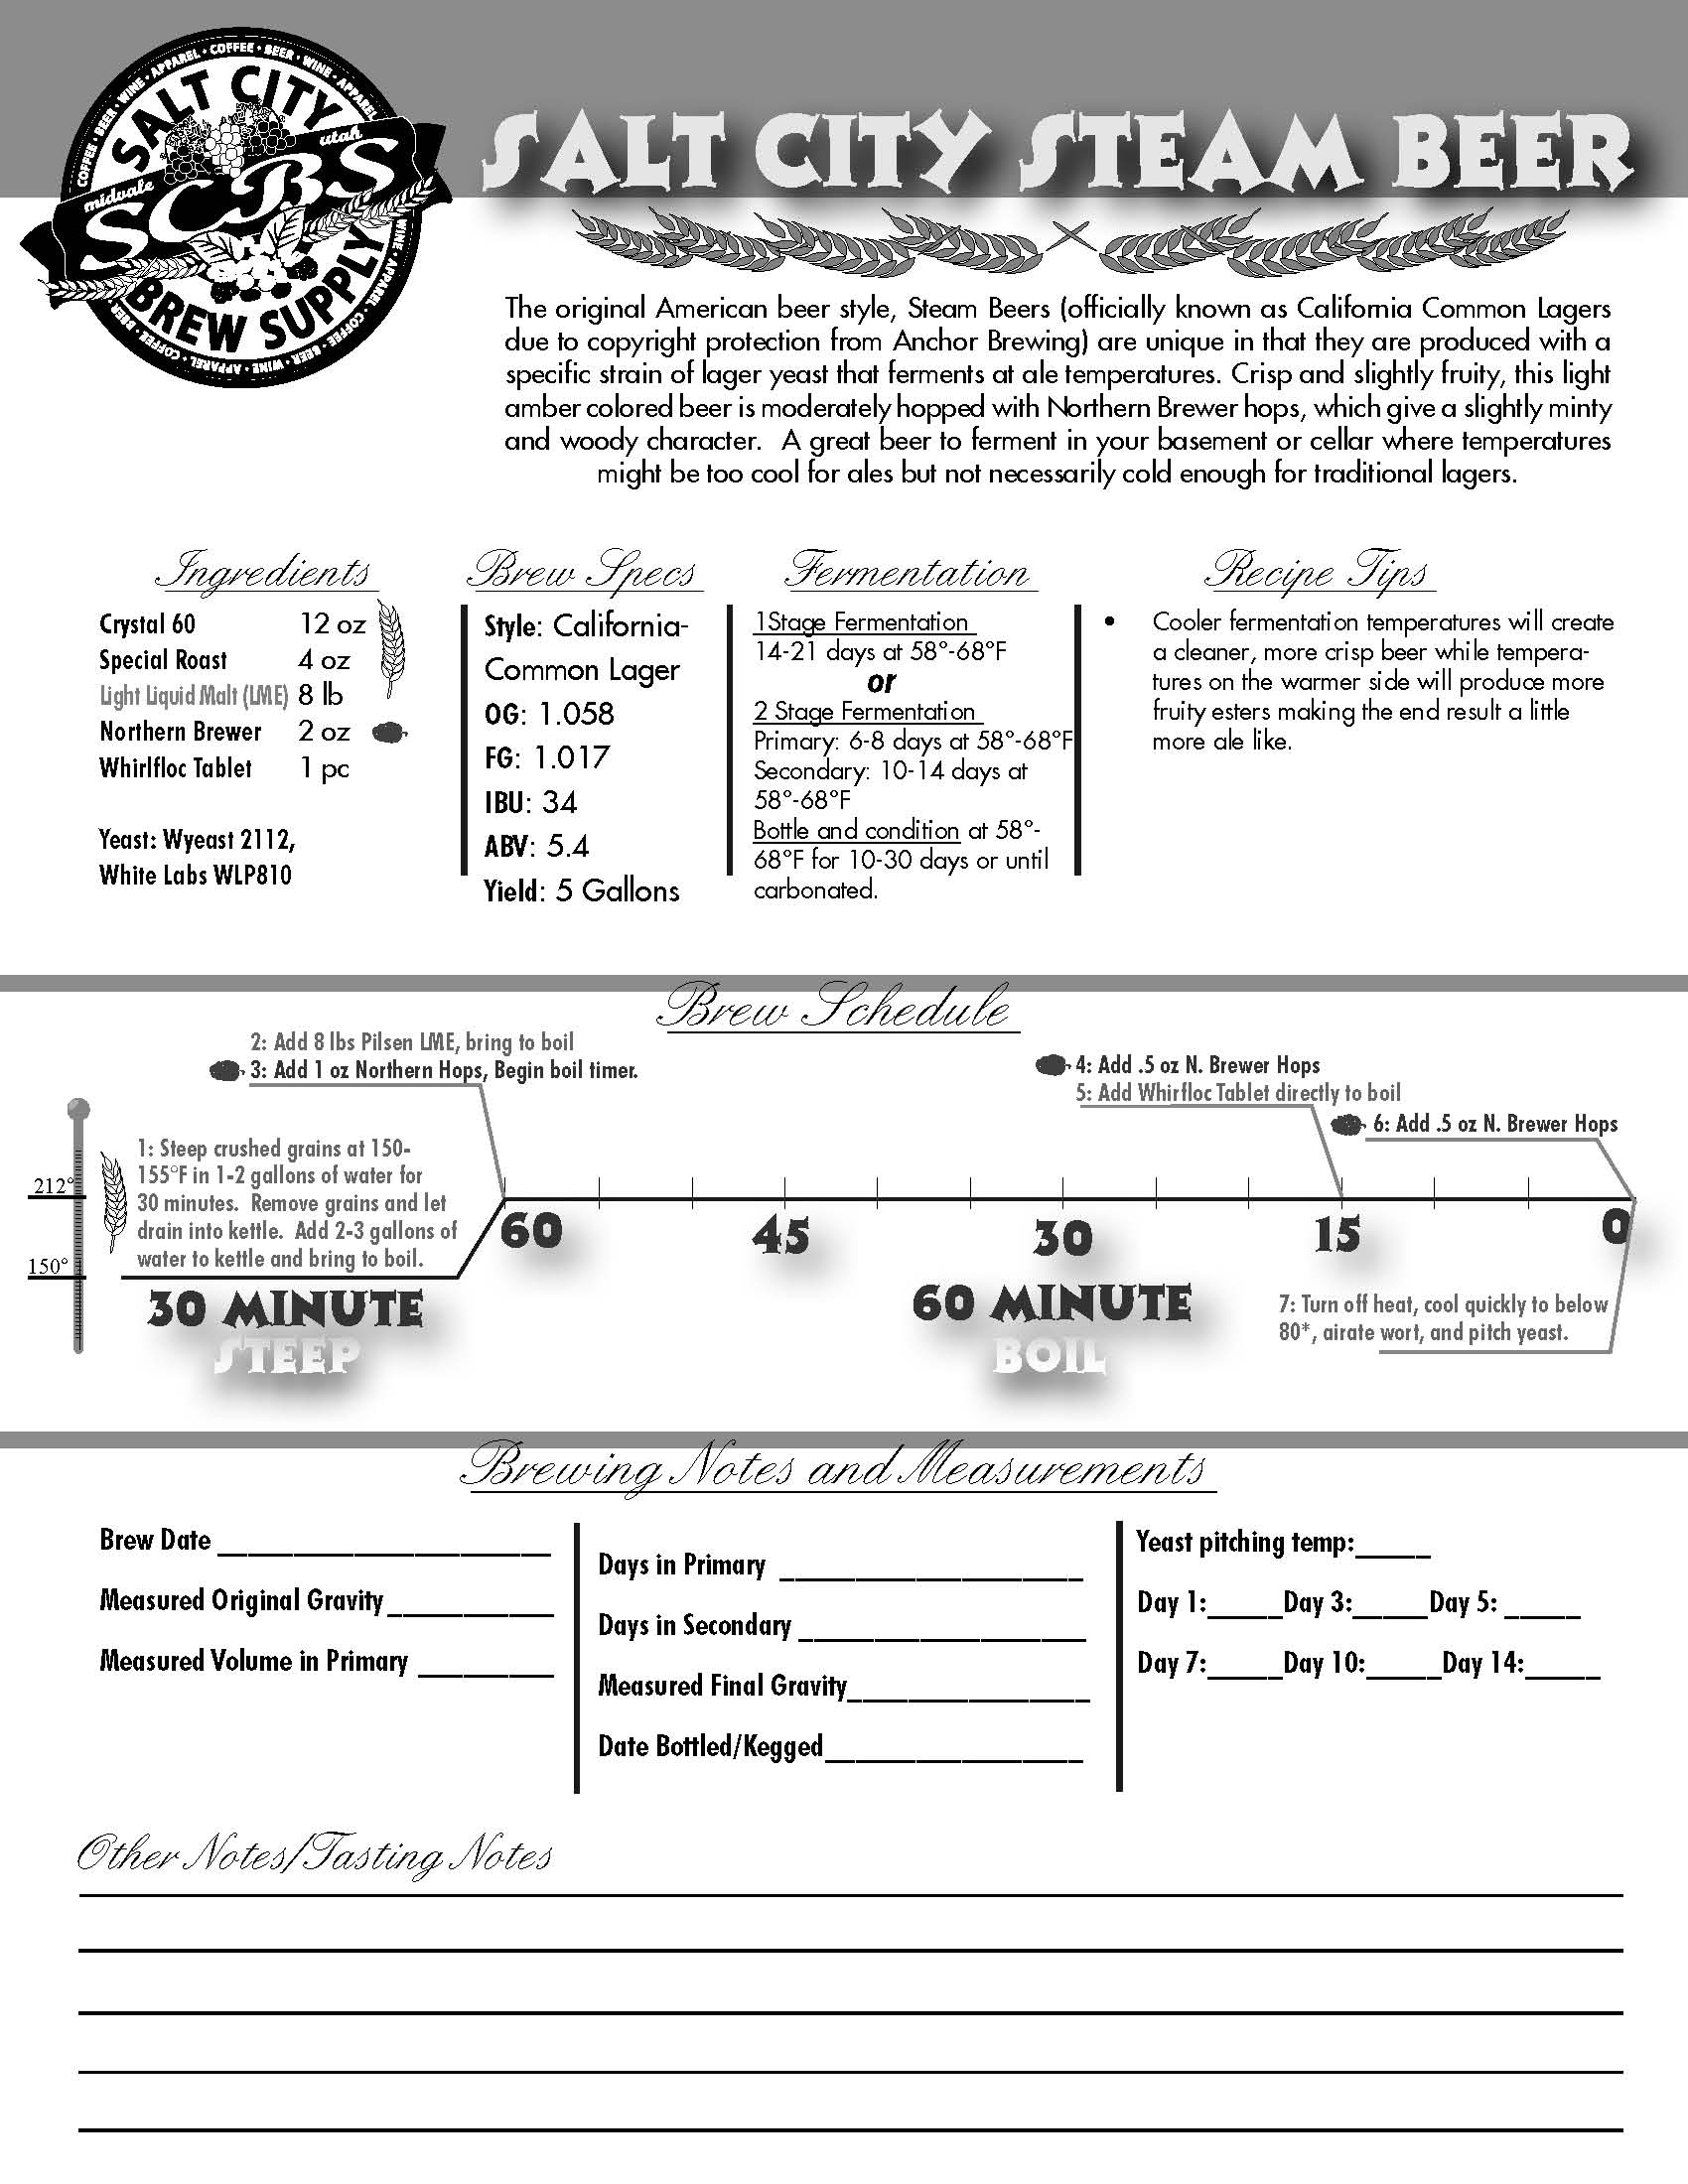 COFFEE • BEER • WINE • APPAREL • COFFEE • BEER • WINE • APPAREL
SALT CITY
midvale
utah
SCBS
BREW SUPPLY
WINE • APPAREL • COFFEE • BEER • WINE • APPAREL • COFFEE • BEER
SALT CITY STEAM BEER
The original American beer style, Steam Beers (officially known as California Common Lagers
due to copyright protection from Anchor Brewing) are unique in that they are produced with a
specific strain of lager yeast that ferments at ale temperatures. Crisp and slightly fruity, this light
amber colored beer is moderately hopped with Northern Brewer hops, which give a slightly minty
and woody character.  A great beer to ferment in your basement or cellar where temperatures
might be too cool for ales but not necessarily cold enough for traditional lagers.
Ingredients
Crystal 60 12 oz
Special Roast 4 oz
Light Liquid Malt (LME) 8 lb
Northern Brewer 2 oz
Whirlfloc Tablet 1 pc
Yeast: Wyeast 2112,
White Labs WLP810
Brew Specs
Style: California-
Common Lager
OG: 1.058
FG: 1.017
IBU: 34
ABV: 5.4
Yield: 5 Gallons
Fermentation
1Stage Fermentation
14-21 days at 58°-68°F
or
2 Stage Fermentation
Primary: 6-8 days at 58°-68°F
Secondary: 10-14 days at
58°-68°F
Bottle and condition at 58°-
68°F for 10-30 days or until
carbonated.
Recipe Tips
• Cooler fermentation temperatures will create
a cleaner, more crisp beer while tempera-
tures on the warmer side will produce more
fruity esters making the end result a little
more ale like.
Brew Schedule
2: Add 8 lbs Pilsen LME, bring to boil
3: Add 1 oz Northern Hops, Begin boil timer.
4: Add .5 oz N. Brewer Hops
5: Add Whirfloc Tablet directly to boil
6: Add .5 oz N. Brewer Hops
1: Steep crushed grains at 150-
155°F in 1-2 gallons of water for
30 minutes.  Remove grains and let
drain into kettle.  Add 2-3 gallons of
water to kettle and bring to boil.
212°
150°
60 45 30 15 0
30 MINUTE
STEEP
60 MINUTE
BOIL
7: Turn off heat, cool quickly to below
80*, airate wort, and pitch yeast.
Brewing Notes and Measurements
Brew Date ______________________
Measured Original Gravity___________
Measured Volume in Primary _________
Days in Primary ____________________
Days in Secondary ___________________
Measured Final Gravity________________
Date Bottled/Kegged_________________
Yeast pitching temp:_____
Day 1:_____Day 3:_____Day 5: _____
Day 7:_____Day 10:_____Day 14:_____
Other Notes/Tasting Notes